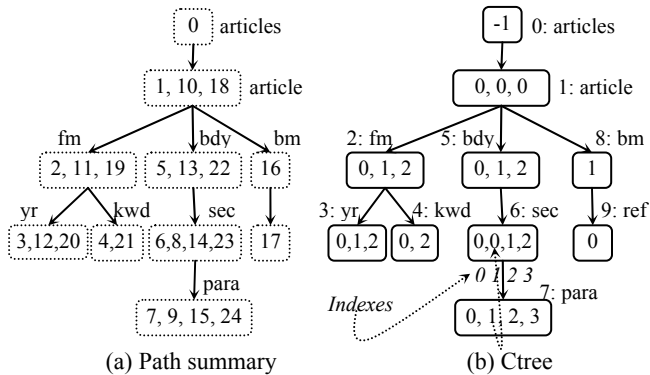 0 articles
1, 10, 18 article
fm bdy bm
2, 11, 19 5, 13, 22 16
yr kwd sec
3,12,20 4,21 6,8,14,23 17
para
7, 9, 15, 24
(a) Path summary
-1 0: articles
0, 0, 0 1: article
2: fm 5: bdy 8: bm
0, 1, 2 0, 1, 2 1
3: yr 4: kwd 6: sec 9: ref
0,1,2 0, 2 0,0,1,2 0
0 1 2 3
Indexes 7: para
0, 1, 2, 3
(b) Ctree